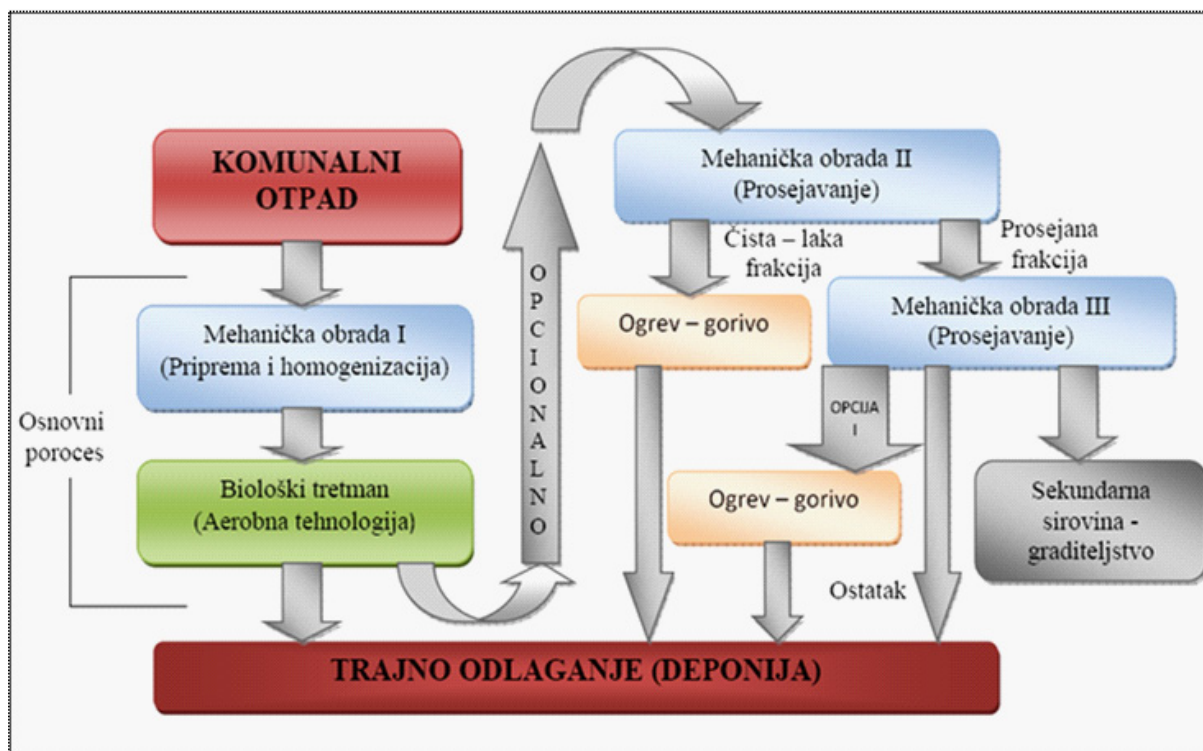 KOMUNALNI
OTPAD
Osnovni
poroces
Mehanička obrada I
(Priprema i homogenizacija)
Biološki tretman
(Aerobna tehnologija)
OPCIONALNO
Mehanička obrada II
(Prosejavanje)
Čista – laka
frakcija
Prosejana
frakcija
Ogrev – gorivo
Mehanička obrada III
(Prosejavanje)
OPCIJA
I
Ogrev – gorivo
Sekundarna
sirovina -
graditeljstvo
Ostatak
TRAJNO ODLAGANJE (DEPONIJA)